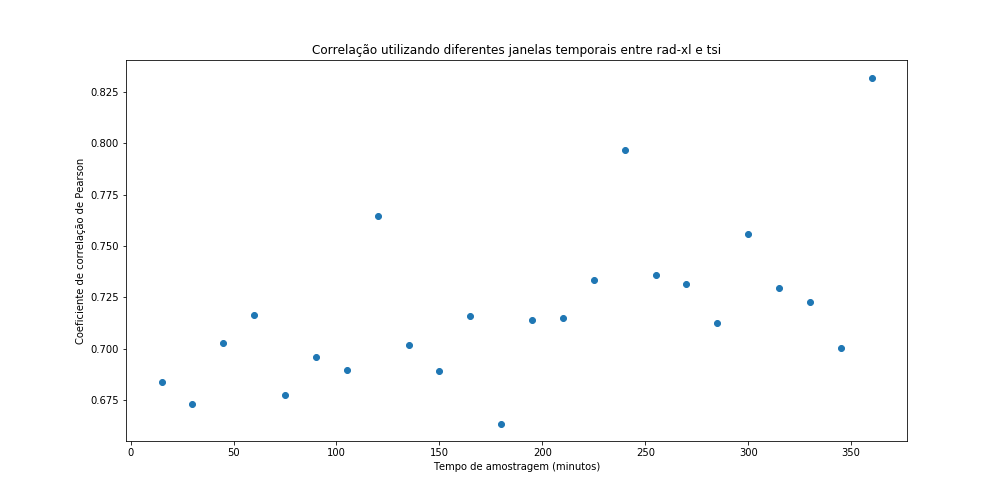 Correlação utilizando diferentes janelas temporais entre rad-xl e tsi
0.825
0.800
0.775
0.750
0.725
0.700
0.675
Coeficiente de correlação de Pearson
0 50 100 150 200 250 300 350
Tempo de amostragem (minutos)